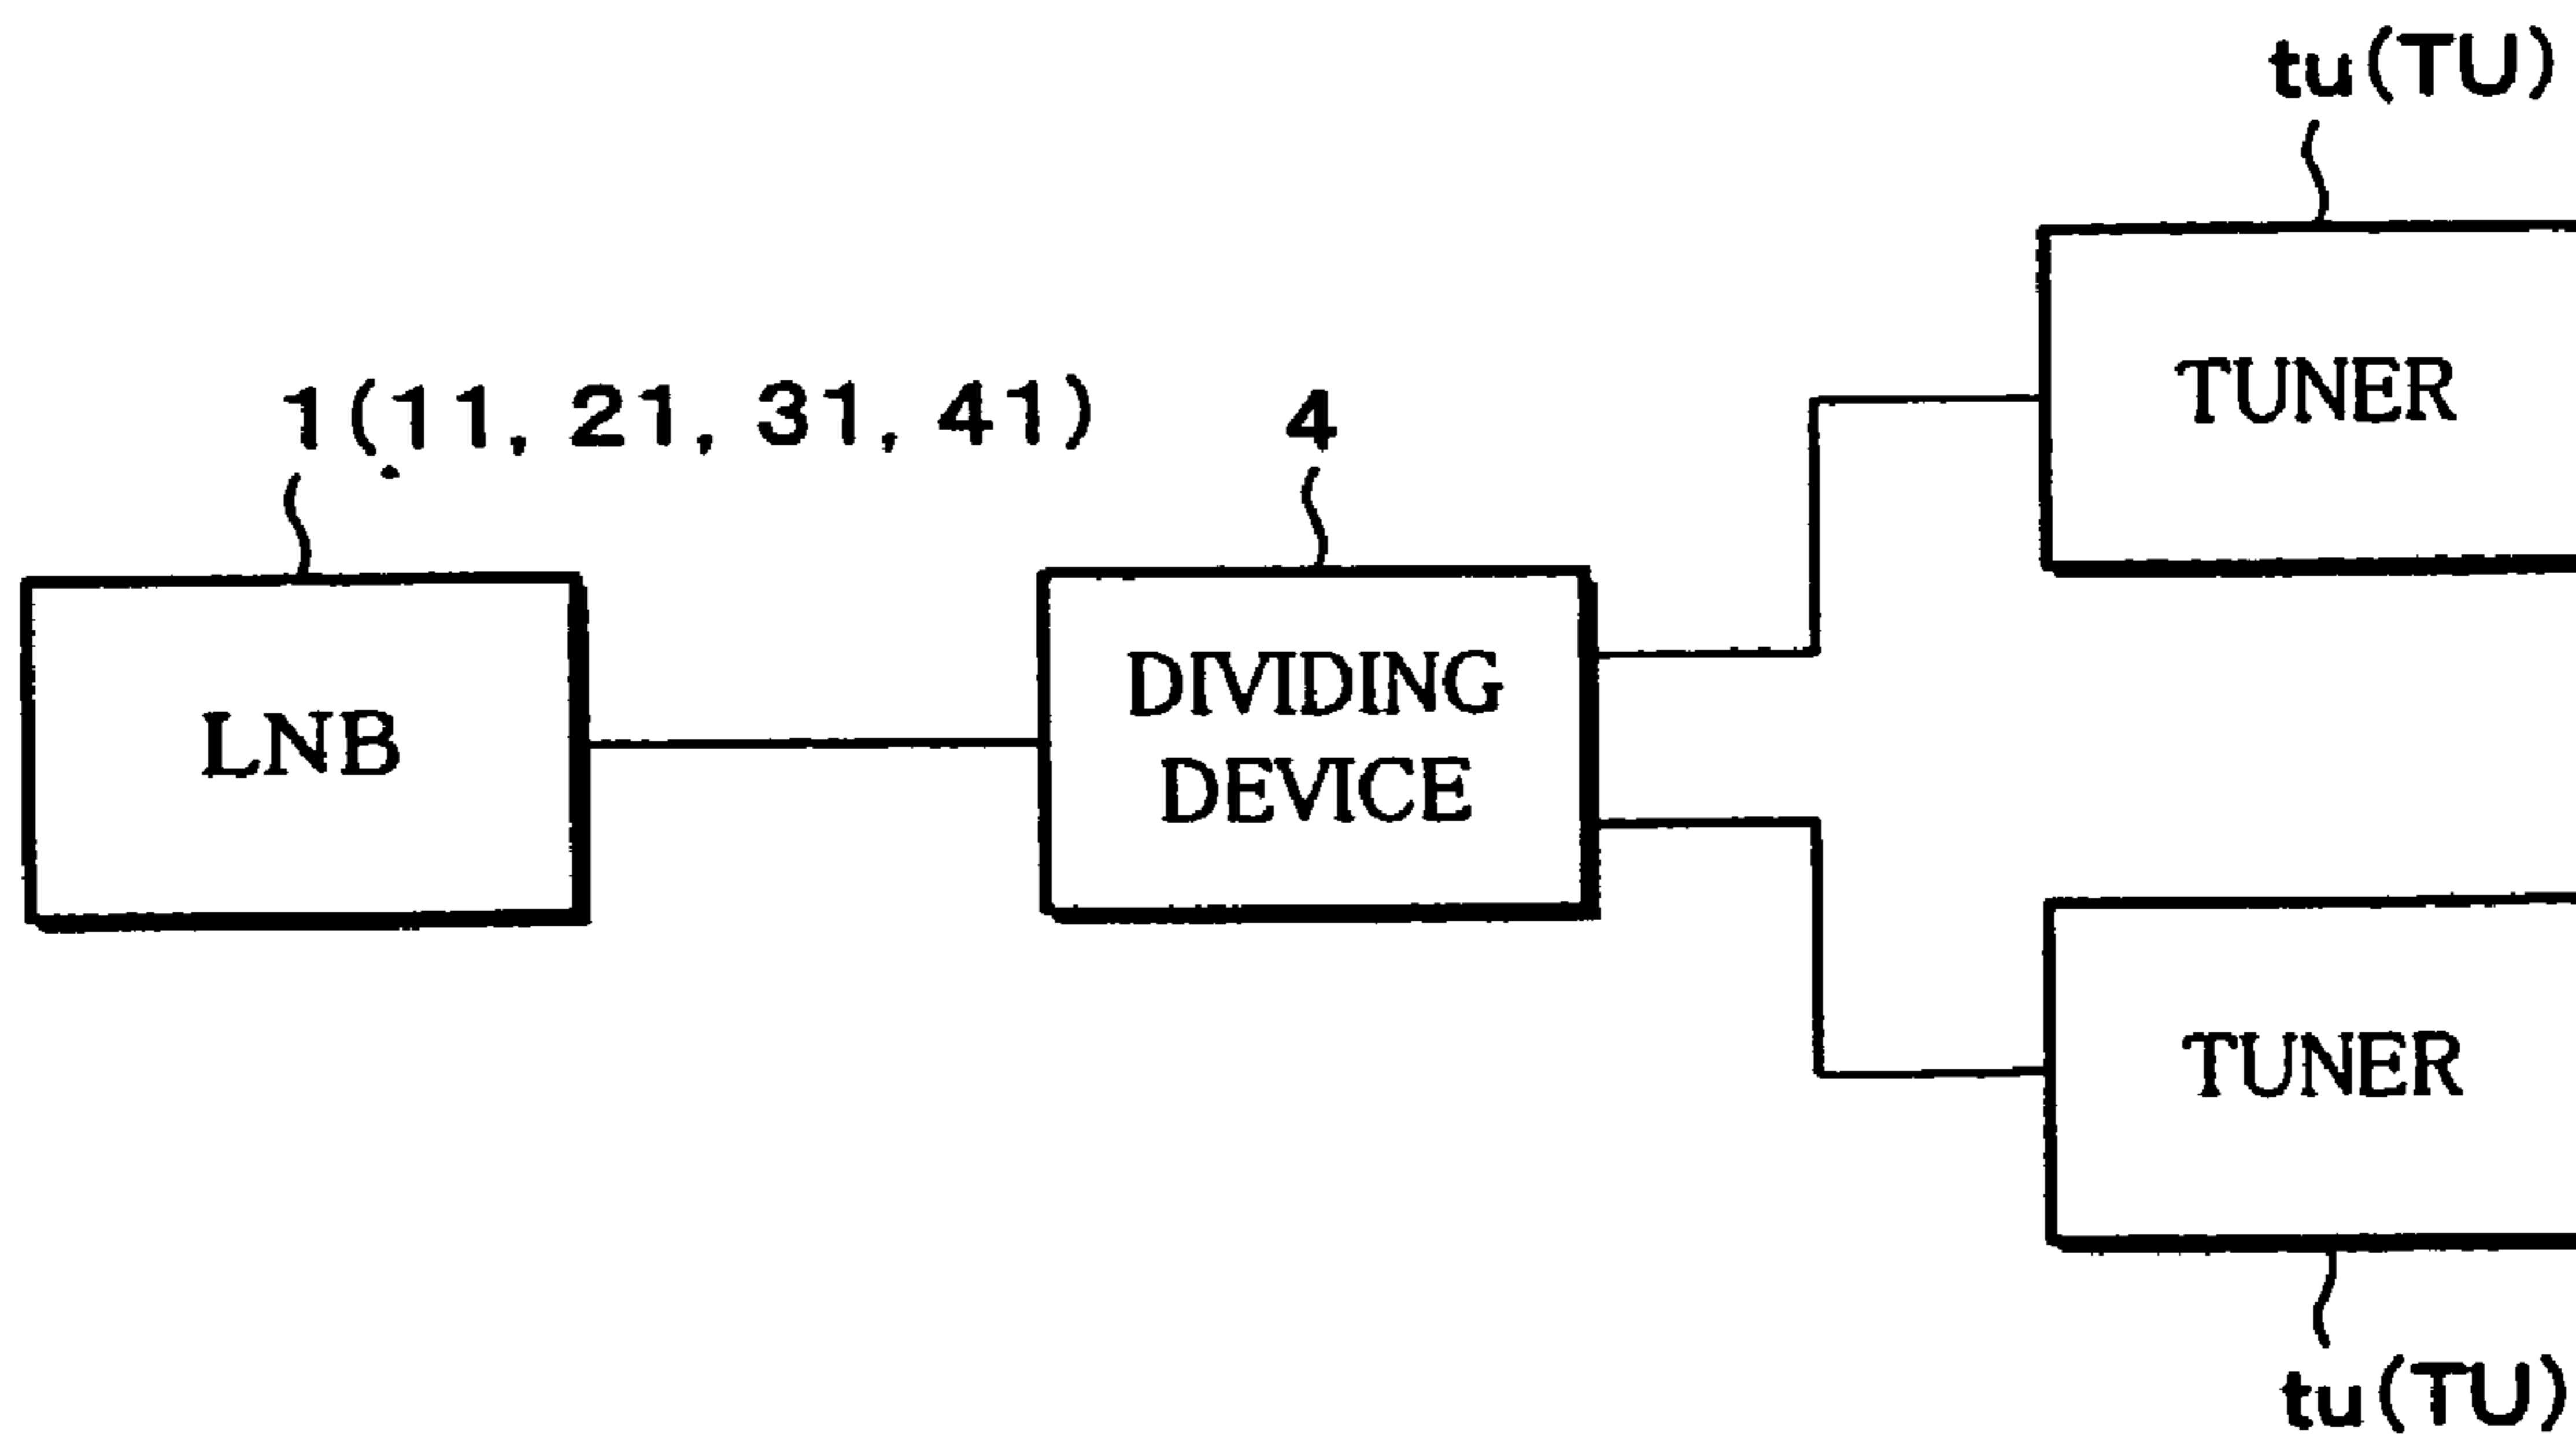 tu(TU)
TUNER
1(11, 21, 31, 41)
4
LNB
DIVIDING
DEVICE
TUNER
tu(TU)